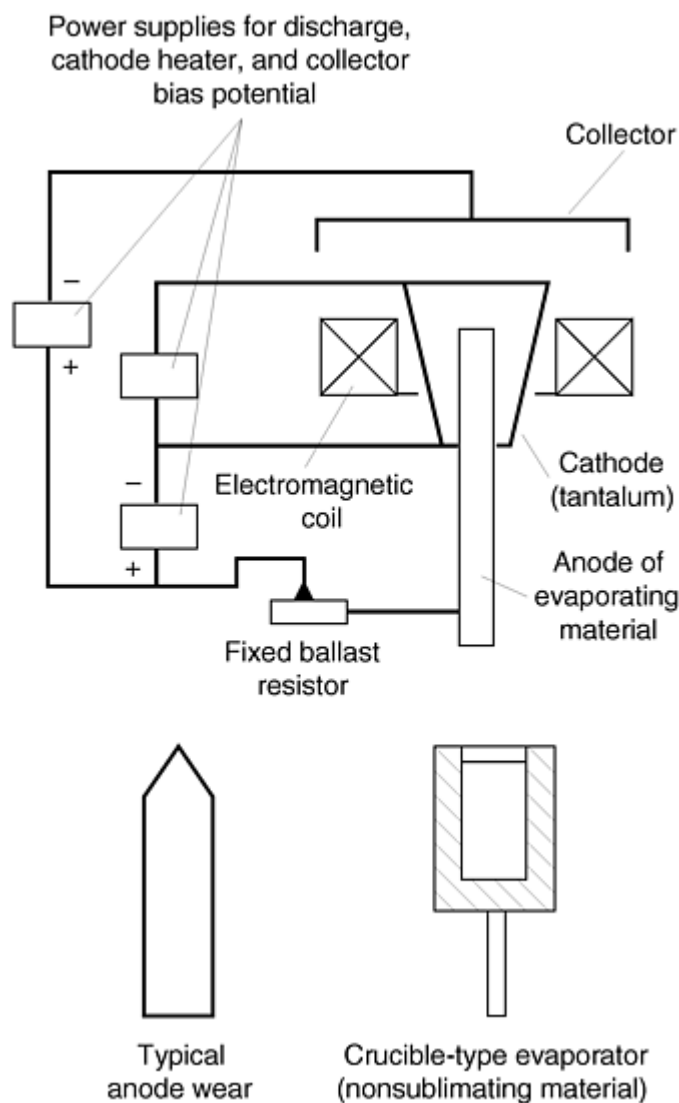 Power supplies for discharge,
cathode heater, and collector
bias potential
Collector
−
+
Electromagnetic
coil
Cathode
(tantalum)
−
+
Anode of
evaporating
material
Fixed ballast
resistor
Typical
anode wear
Crucible-type evaporator
(nonsublimating material)